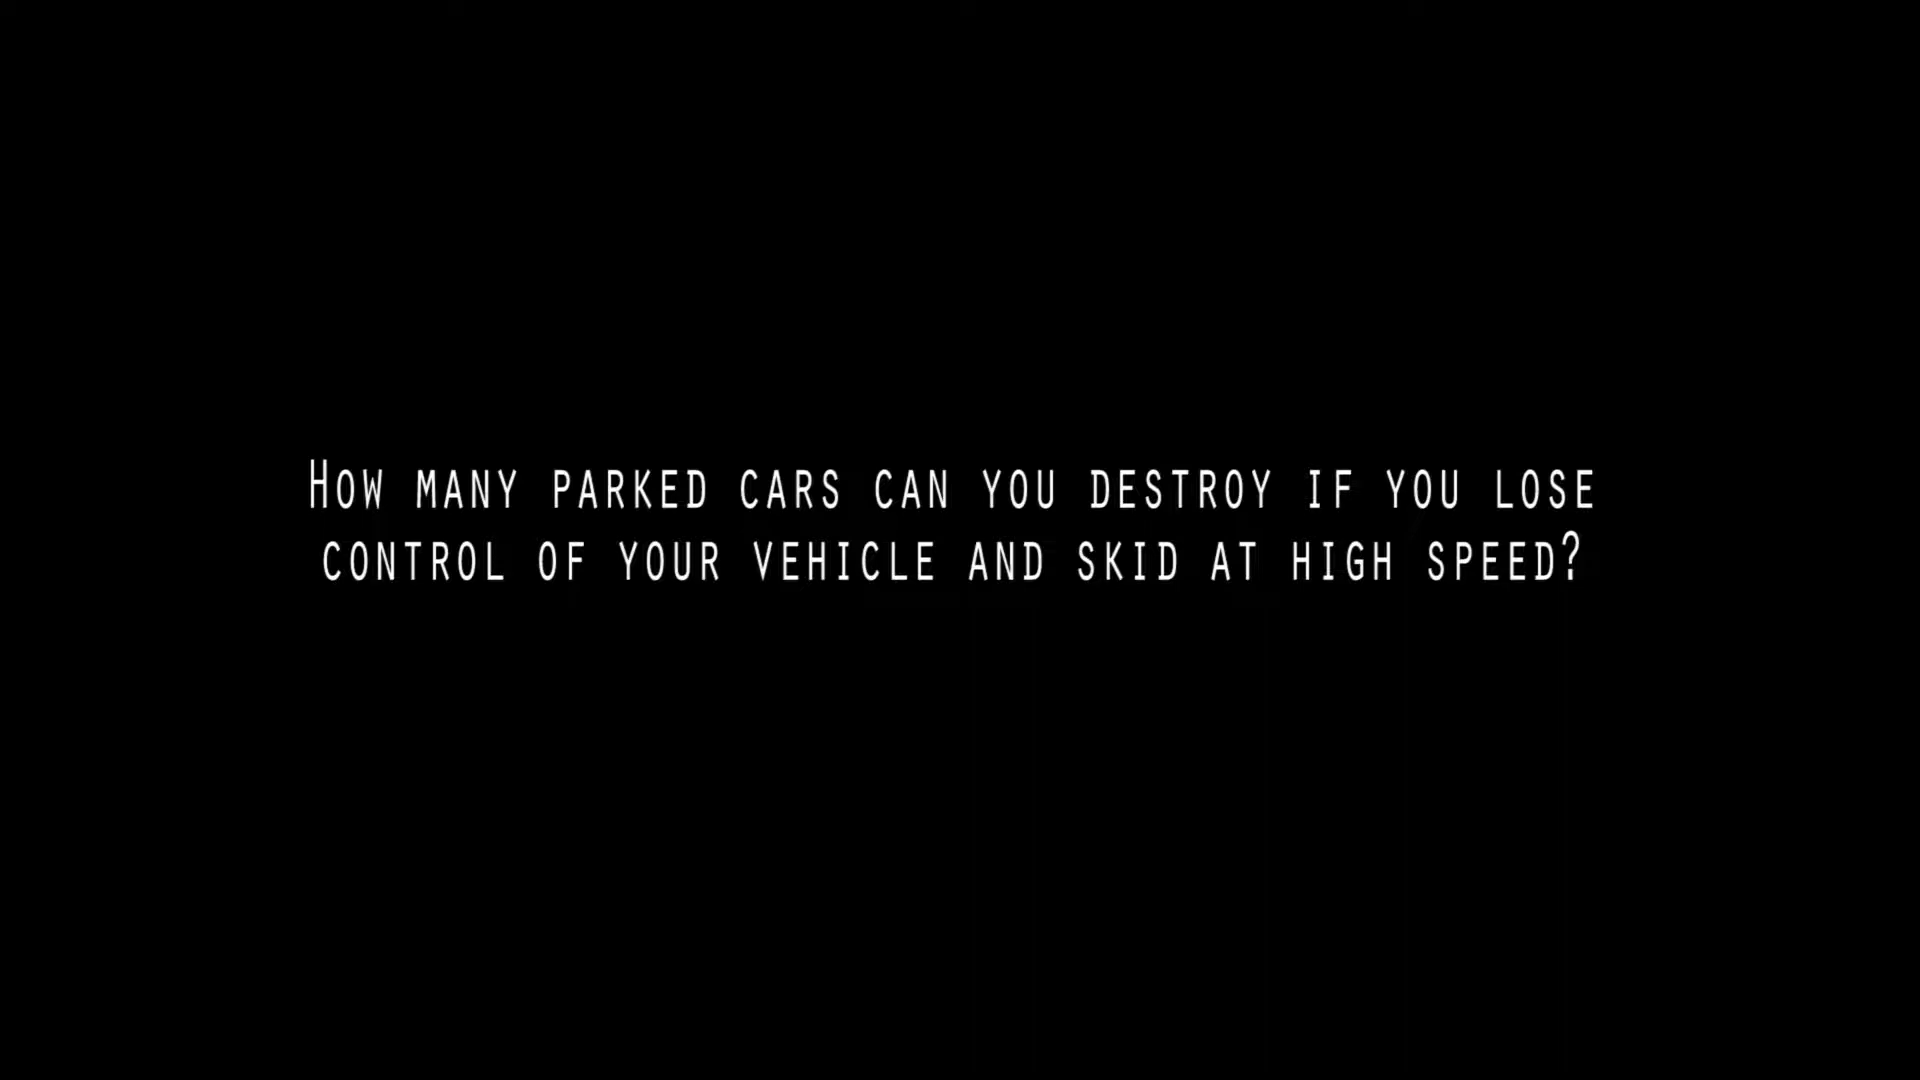 How many parked cars can you destroy if you lose
control of your vehicle and skid at high speed?